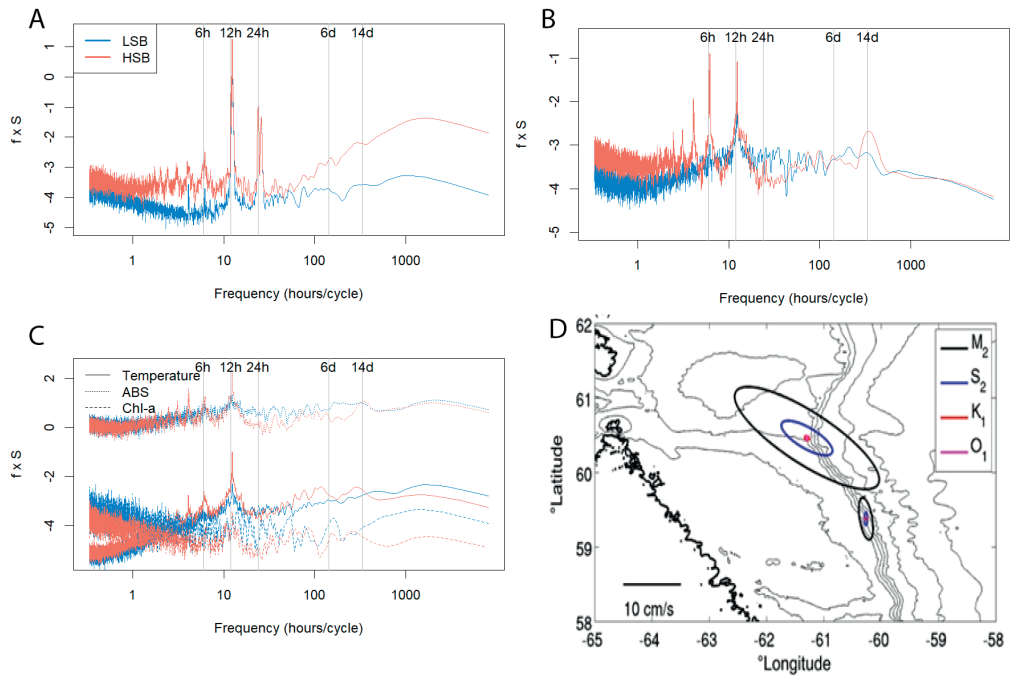 A
LSB
HSB
6h 12h 24h 6d 14d
f x S
1
0
-1
-2
-3
-4
-5
1 10 100 1000
Frequency (hours/cycle)
B
6h 12h 24h 6d 14d
f x S
-1
-2
-3
-4
-5
1 10 100 1000
Frequency (hours/cycle)
C
Temperature
ABS
Chl-a
6h 12h 24h 6d 14d
f x S
2
0
-2
-4
1 10 100 1000
Frequency (hours/cycle)
D
M2
S2
K1
O1
°Latitude
62
61
60
59
58
10 cm/s
-65 -64 -63 -62 -61 -60 -59 -58
°Longitude